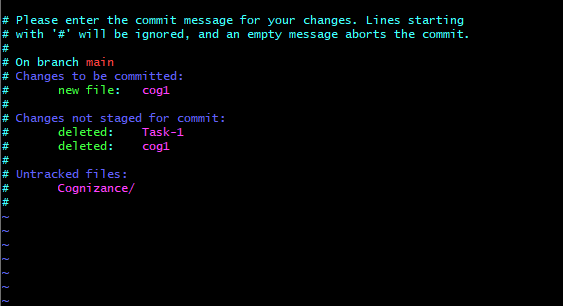 # Please enter the commit message for your changes. Lines starting
# with '#' will be ignored, and an empty message aborts the commit.
#
# On branch main
# Changes to be committed:
#       new file:   cog1
#
# Changes not staged for commit:
#       deleted:    Task-1
#       deleted:    cog1
#
# Untracked files:
#       Cognizance/
#
~
~
~
~
~
~
~